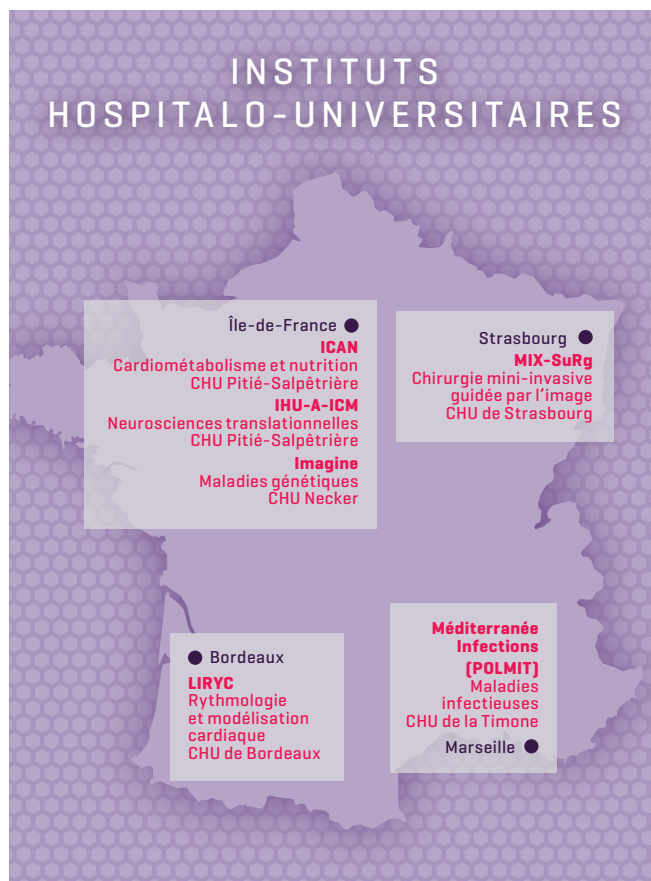 INSTITUTS
HOSPITALO-UNIVERSITAIRES
Île-de-France
ICAN
Cardiométabolisme et nutrition
CHU Pitié-Salpêtrière
IHU-A-ICM
Neurosciences translationnelles
CHU Pitié-Salpêtrière
Imagine
Maladies génétiques
CHU Necker
Strasbourg
MIX-SuRg
Chirurgie mini-invasive
guidée par l'image
CHU de Strasbourg
Bordeaux
LIRYC
Rythmologie
et modélisation
cardiaque
CHU de Bordeaux
Méditerranée
Infections
(POLMIT)
Maladies
infectieuses
CHU de la Timone
Marseille